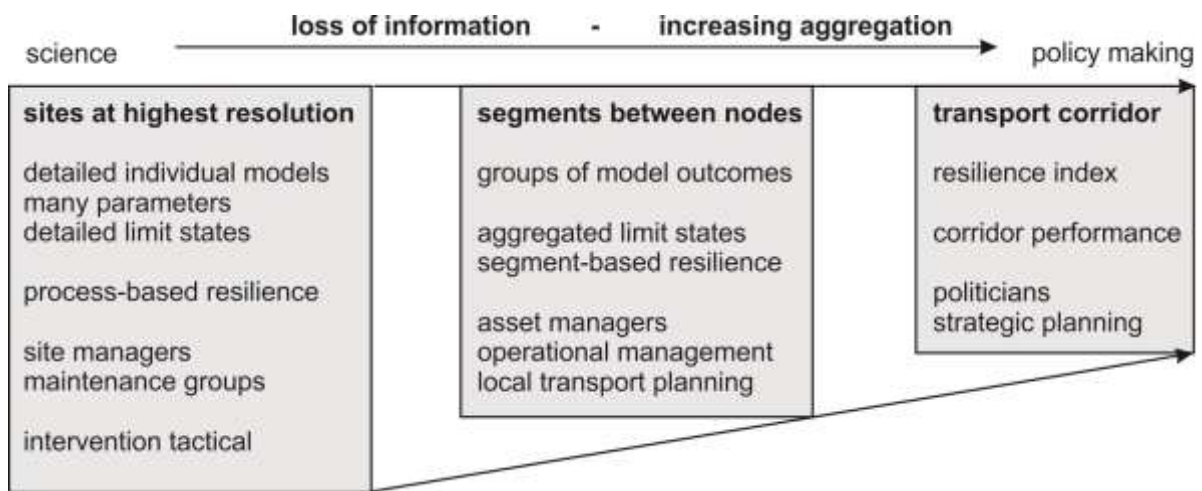 loss of information - increasing aggregation
science
policy making
sites at highest resolution
detailed individual models
many parameters
detailed limit states
process-based resilience
site managers
maintenance groups
intervention tactical
segments between nodes
groups of model outcomes
aggregated limit states
segment-based resilience
asset managers
operational management
local transport planning
transport corridor
resilience index
corridor performance
politicians
strategic planning